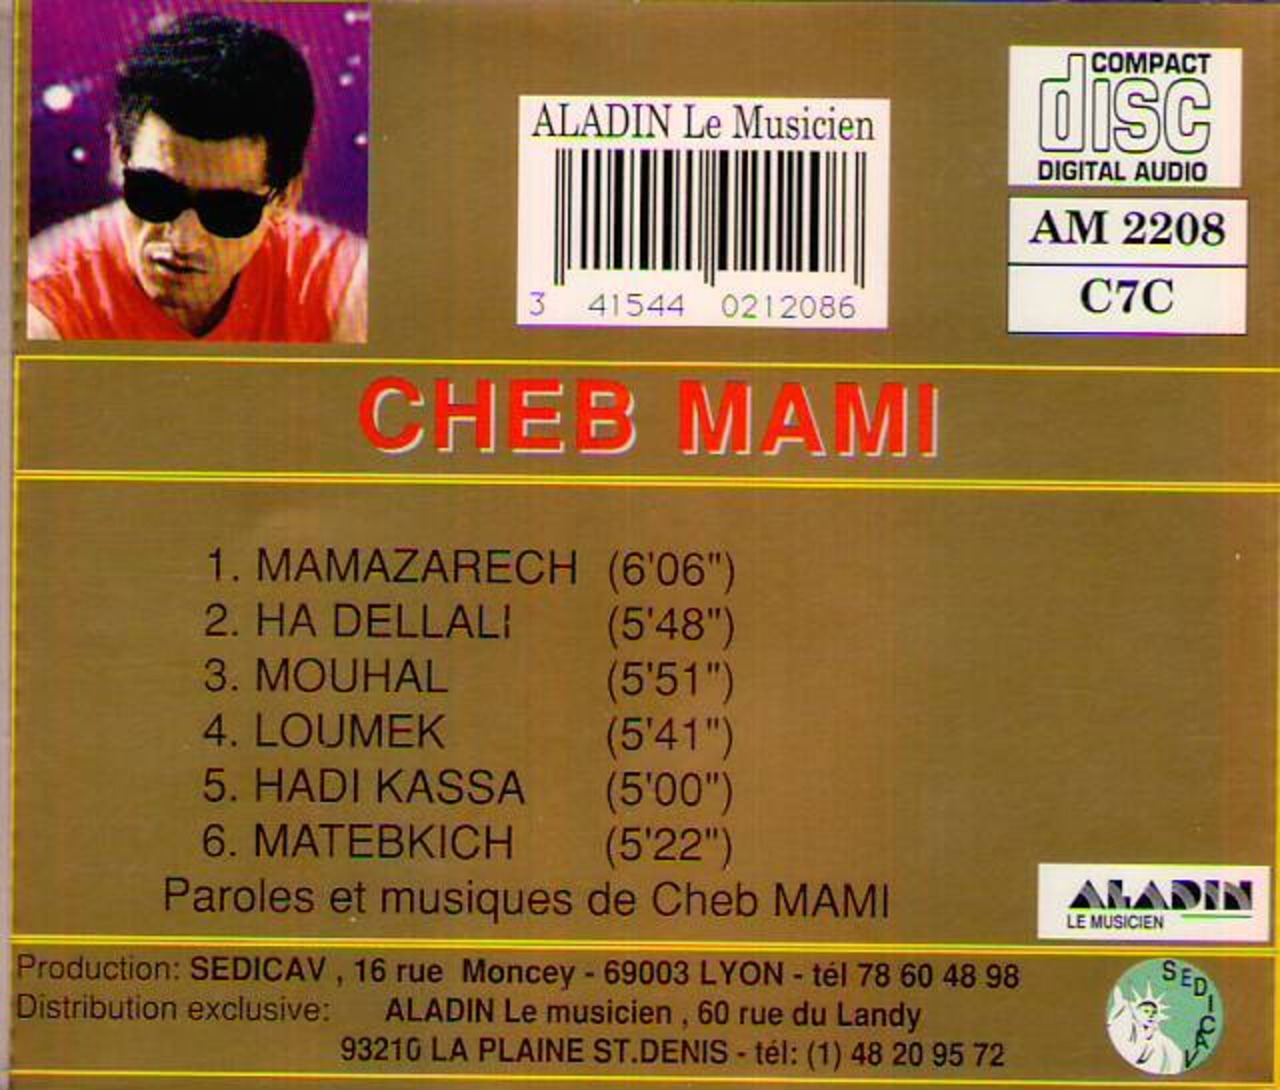 ALADIN Le Musicien
3 41544 0212086
COMPACT
disc
DIGITAL AUDIO
AM 2208
C7C
CHEB MAMI
1. MAMAZARECH (6'06")
2. HA DELLALI (5'48")
3. MOUHAL (5'51")
4. LOUMEK (5'41")
5. HADI KASSA (5'00")
6. MATEBKICH (5'22")
Paroles et musiques de Cheb MAMI
ALADIN
LE MUSICIEN
Production: SEDICAV , 16 rue Moncey - 69003 LYON - tél 78 60 48 98
Distribution exclusive: ALADIN Le musicien , 60 rue du Landy
93210 LA PLAINE ST.DENIS - tél: (1) 48 20 95 72
SEDICAV